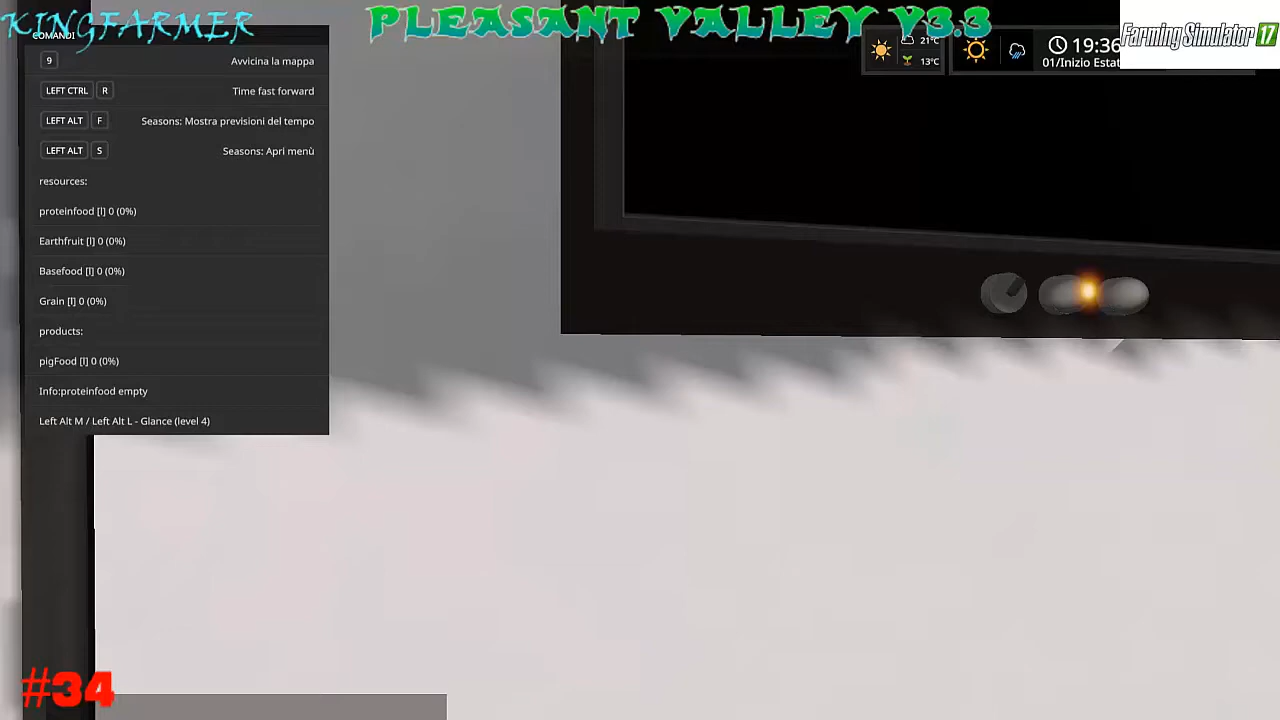 KINGFARMER
PLEASANT VALLEY V3.3
Farming Simulator 17
COMANDI
9 Avvicina la mappa
LEFT CTRL R Time fast forward
LEFT ALT F Seasons: Mostra previsioni del tempo
LEFT ALT S Seasons: Apri menù
resources:
proteinfood [l] 0 (0%)
Earthfruit [l] 0 (0%)
Basefood [l] 0 (0%)
Grain [l] 0 (0%)
products:
pigFood [l] 0 (0%)
Info:proteinfood empty
Left Alt M / Left Alt L - Glance (level 4)
21°C
13°C
19:36
01/Inizio Estat
#34